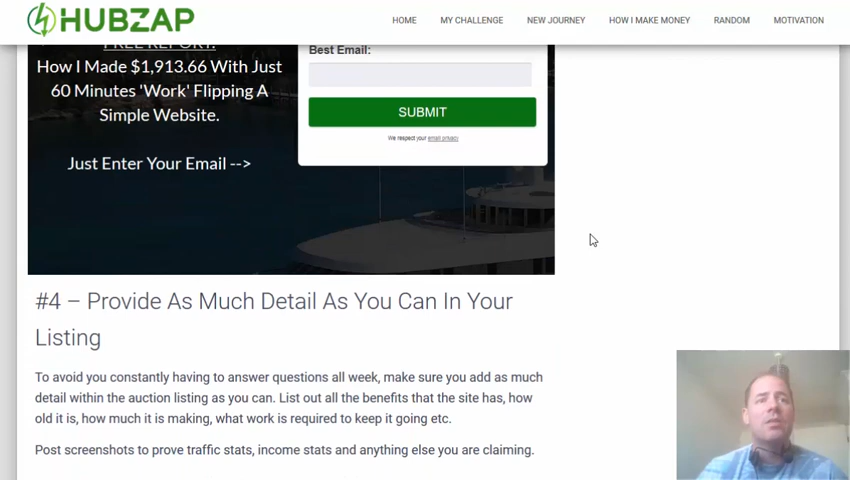 HUBZAP
HOME MY CHALLENGE NEW JOURNEY HOW I MAKE MONEY RANDOM MOTIVATION
FREE REPORT:
How I Made $1,913.66 With Just
60 Minutes 'Work' Flipping A
Simple Website.
Just Enter Your Email -->
Best Email:
SUBMIT
We respect your email privacy
#4 – Provide As Much Detail As You Can In Your
Listing
To avoid you constantly having to answer questions all week, make sure you add as much
detail within the auction listing as you can. List out all the benefits that the site has, how
old it is, how much it is making, what work is required to keep it going etc.
Post screenshots to prove traffic stats, income stats and anything else you are claiming.